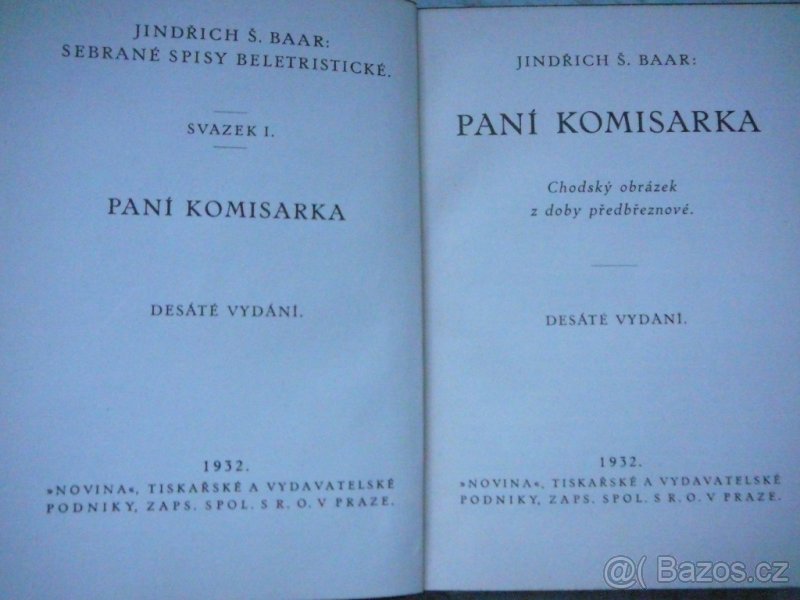 JINDŘICH Š. BAAR:
SEBRANÉ SPISY BELETRISTICKÉ.
SVAZEK I.
PANÍ KOMISARKA
DESÁTÉ VYDÁNÍ.
1932.
»NOVINA«, TISKAŘSKÉ A VYDAVATELSKÉ
PODNIKY, ZAPS. SPOL. S R. O. V PRAZE.
JINDŘICH Š. BAAR:
PANÍ KOMISARKA
Chodský obrázek
z doby předbřeznové.
DESÁTÉ VYDÁNÍ.
1932.
»NOVINA«, TISKAŘSKÉ A VYDAVATELSKÉ
PODNIKY, ZAPS. SPOL. S R. O. V PRAZE.
Bazos.cz